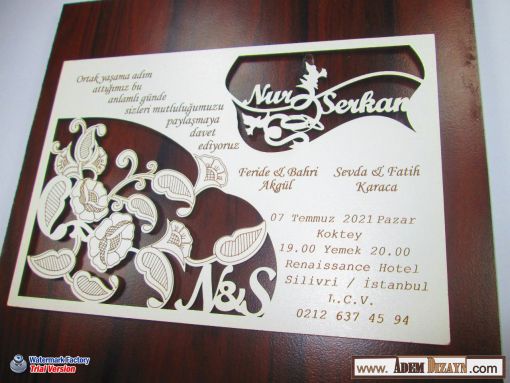 Ortak yaşama adım
attığımız bu
anlamlı günde
sizleri mutluluğumuzu
paylaşmaya
davet
ediyoruz
Nur & Serkan
Feride & Bahri
Akgül
Sevda & Fatih
Karaca
07 Temmuz 2021 Pazar
Koktey
19.00 Yemek 20.00
Renaissance Hotel
Silivri / İstanbul
L.C.V.
0212 637 45 94
N&S
Watermark Factory
Trial Version
www.AdemDizayn.com